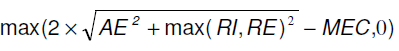 max(2 × √AE² + max( RI, RE)² − MEC,0)